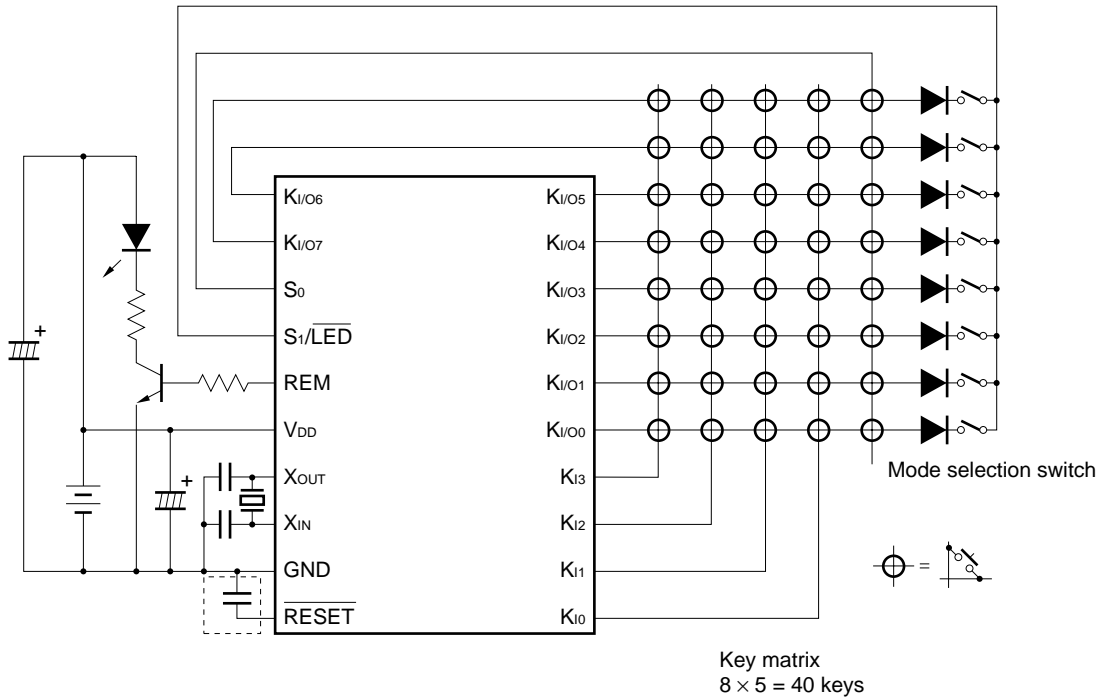 KI/O6 KI/O5
KI/O7 KI/O4
S0 KI/O3
S1/LED KI/O2
REM KI/O1
VDD KI/O0
XOUT KI3
XIN KI2
GND KI1
RESET KI0
+
+
Mode selection switch
=
Key matrix
8 × 5 = 40 keys